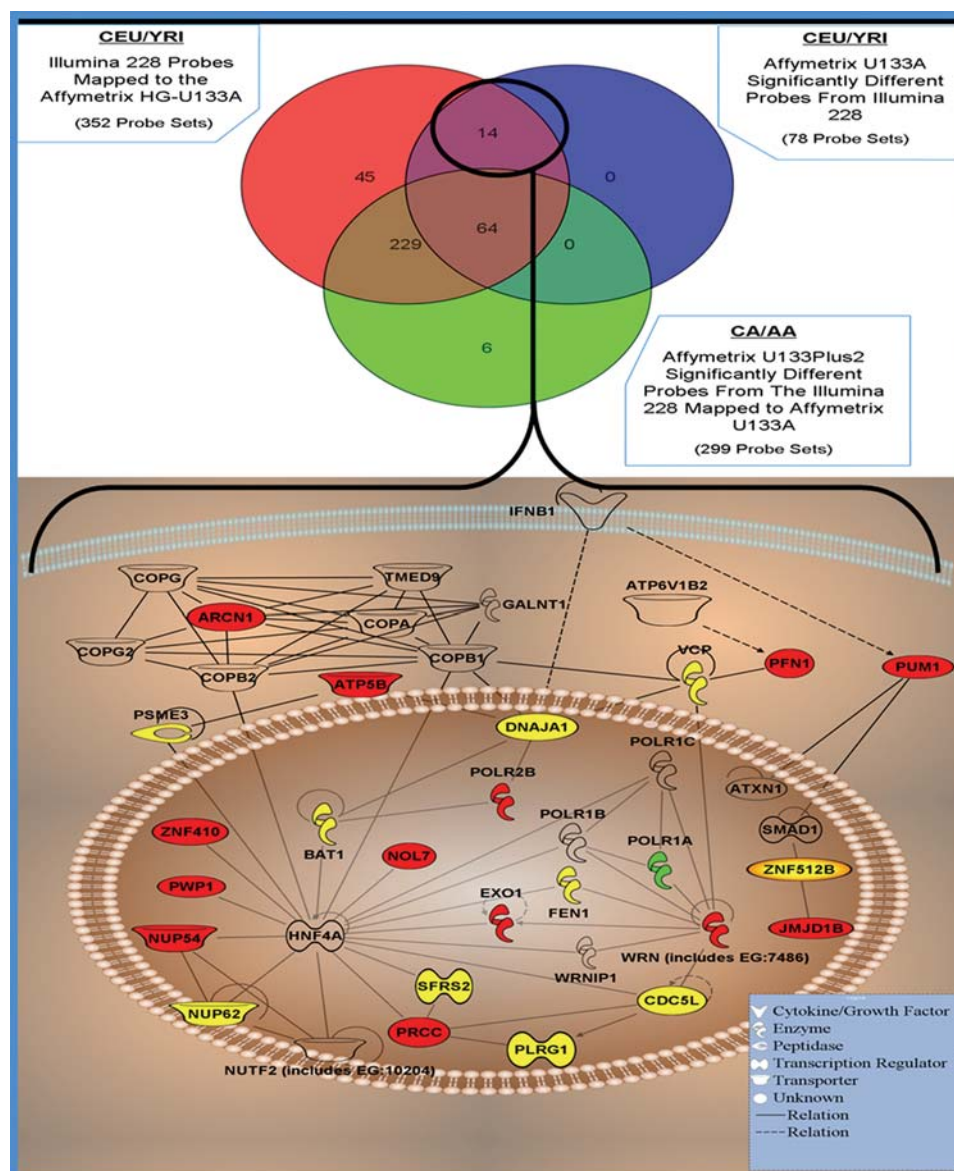 CEU/YRI
Illumina 228 Probes
Mapped to the
Affymetrix HG-U133A
(352 Probe Sets)
CEU/YRI
Affymetrix U133A
Significantly Different
Probes From Illumina
228
(78 Probe Sets)
14
45
0
64
229
0
6
CA/AA
Affymetrix U133Plus2
Significantly Different
Probes From The Illumina
228 Mapped to Affymetrix
U133A
(299 Probe Sets)
IFNB1
COPG
TMED9
ATP6V1B2
GALNT1
ARCN1
COPA
COPG2
COPB1
VCP
PFN1
PUM1
COPB2
ATP5B
PSME3
DNAJA1
POLR1C
POLR2B
ATXN1
POLR1B
SMAD1
ZNF410
BAT1
NOL7
POLR1A
ZNF512B
PWP1
EXO1
FEN1
JMJD1B
NUP54
HNF4A
WRN (includes EG:7486)
WRNIP1
SFRS2
CDC5L
NUP62
PRCC
PLRG1
NUTF2 (includes EG:10204)
Cytokine/Growth Factor
Enzyme
Peptidase
Transcription Regulator
Transporter
Unknown
Relation
Relation